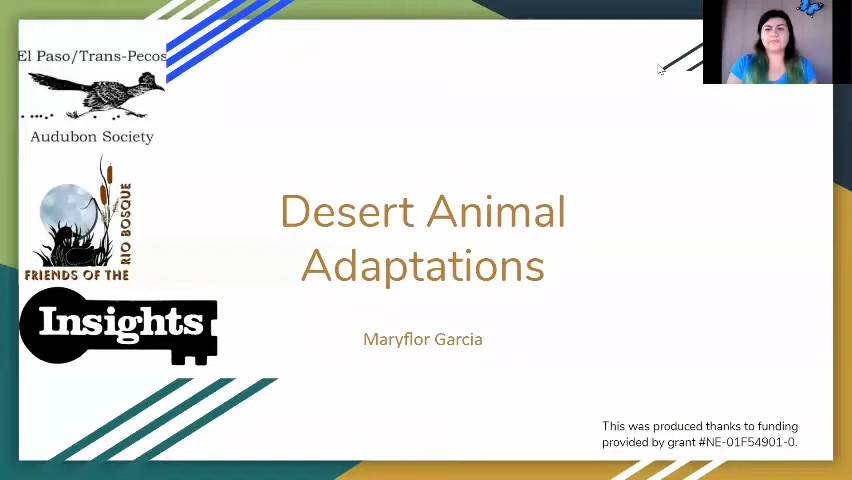 El Paso/Trans-Pecos
Audubon Society
FRIENDS OF THE
RIO BOSQUE
Insights
Desert Animal
Adaptations
Maryflor Garcia
This was produced thanks to funding
provided by grant #NE-01F54901-0.